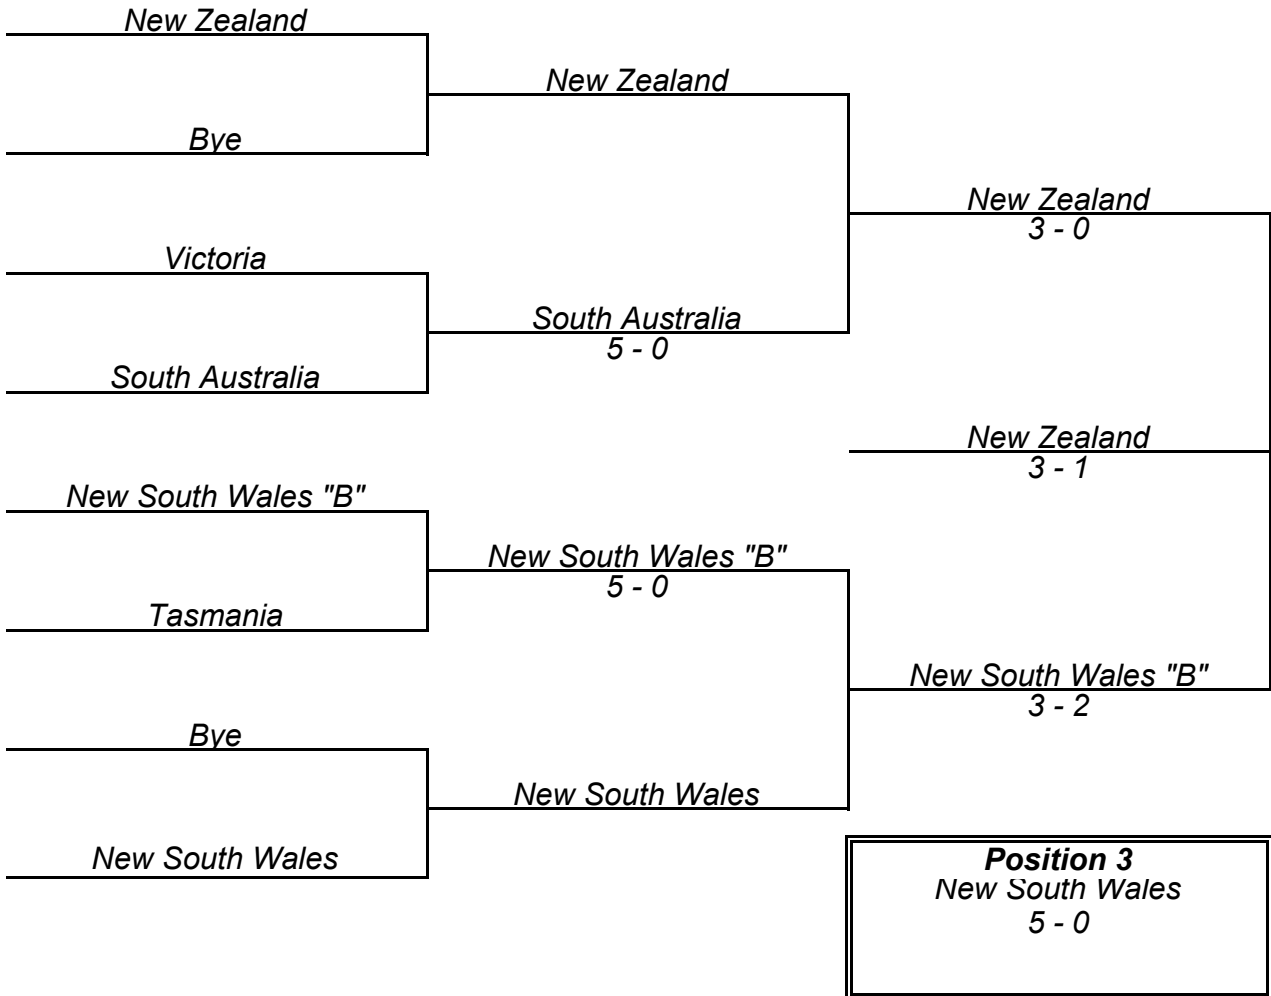 New Zealand
New Zealand
Bye
New Zealand
3 - 0
Victoria
South Australia
5 - 0
South Australia
New Zealand
3 - 1
New South Wales "B"
New South Wales "B"
5 - 0
Tasmania
New South Wales "B"
3 - 2
Bye
New South Wales
New South Wales
Position 3
New South Wales
5 - 0